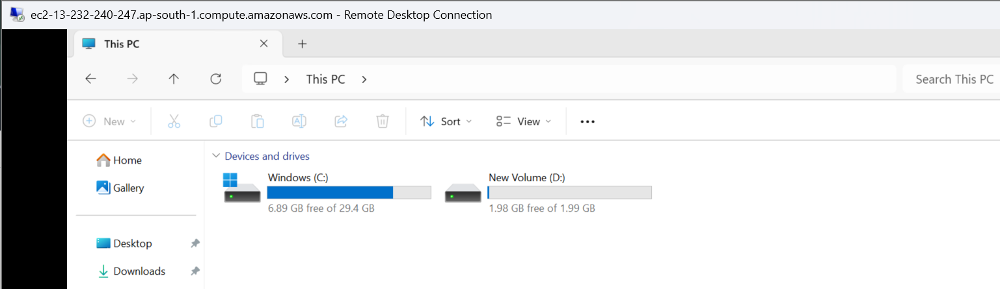 ec2-13-232-240-247.ap-south-1.compute.amazonaws.com - Remote Desktop Connection
This PC
This PC
Search This PC
New
Sort
View
Home
Gallery
Desktop
Downloads
Devices and drives
Windows (C:)
6.89 GB free of 29.4 GB
New Volume (D:)
1.98 GB free of 1.99 GB